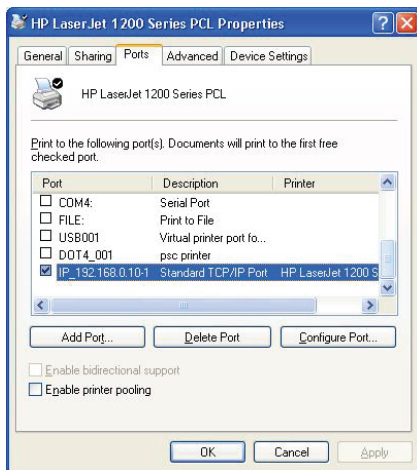 HP LaserJet 1200 Series PCL Properties
General Sharing Ports Advanced Device Settings
HP LaserJet 1200 Series PCL
Print to the following port(s). Documents will print to the first free
checked port.
Port Description Printer
COM4: Serial Port
FILE: Print to File
USB001 Virtual printer port fo...
DOT4_001 psc printer
IP_192.168.0.10-1 Standard TCP/IP Port HP LaserJet 1200 S
Add Port... Delete Port Configure Port...
Enable bidirectional support
Enable printer pooling
OK Cancel Apply